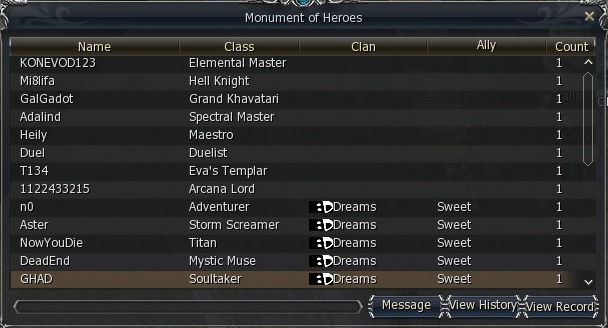 Monument of Heroes
Name Class Clan Ally Count
KONEVOD123 Elemental Master 1
Mi8lifa Hell Knight 1
GalGadot Grand Khavatari 1
Adalind Spectral Master 1
Heily Maestro 1
Duel Duelist 1
T134 Eva's Templar 1
1122433215 Arcana Lord 1
n0 Adventurer :D Dreams Sweet 1
Aster Storm Screamer :D Dreams Sweet 1
NowYouDie Titan :D Dreams Sweet 1
DeadEnd Mystic Muse :D Dreams Sweet 1
GHAD Soultaker :D Dreams Sweet 1
Message View History View Record